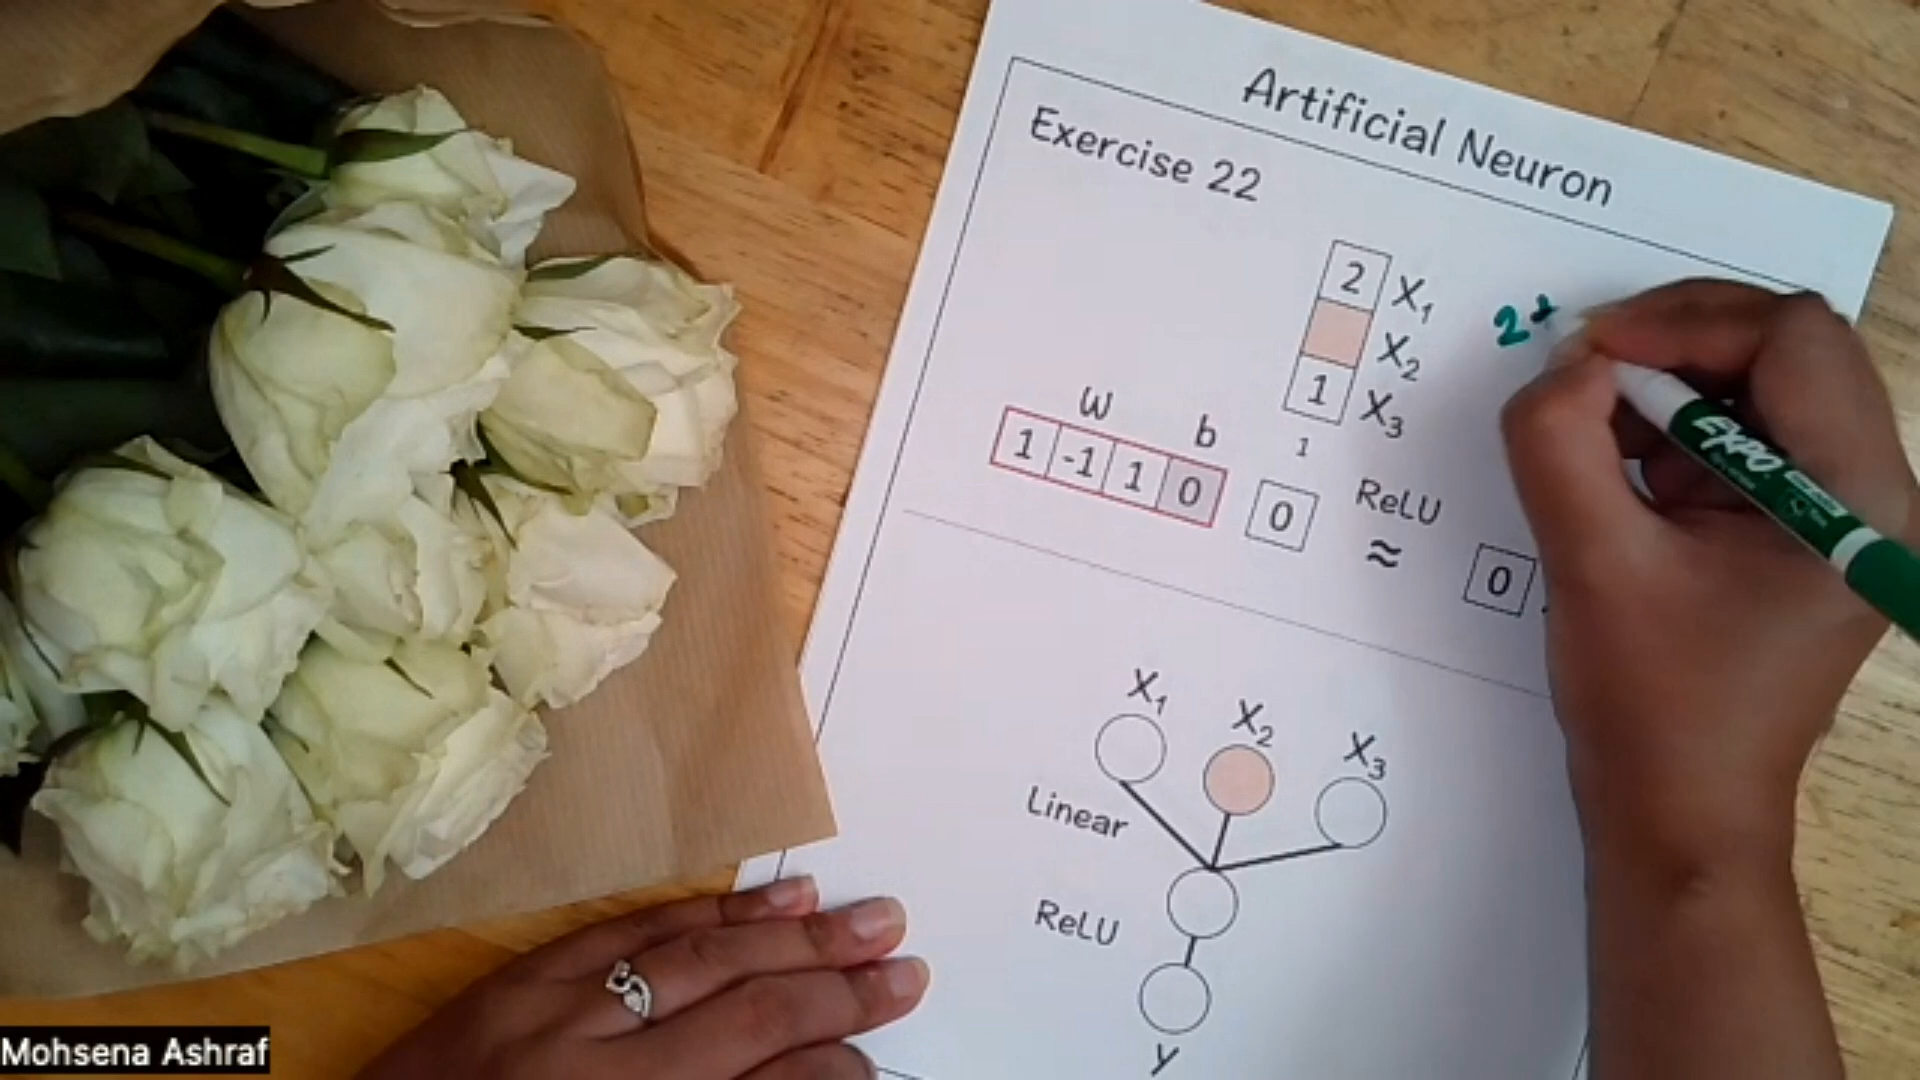 Artificial Neuron
Exercise 22
2 X1
X2
1 X3
2+
W b
1
1 -1 1 0
0
ReLU
≈
0
EXPO
X1 X2 X3
Linear
ReLU
y
Mohsena Ashraf